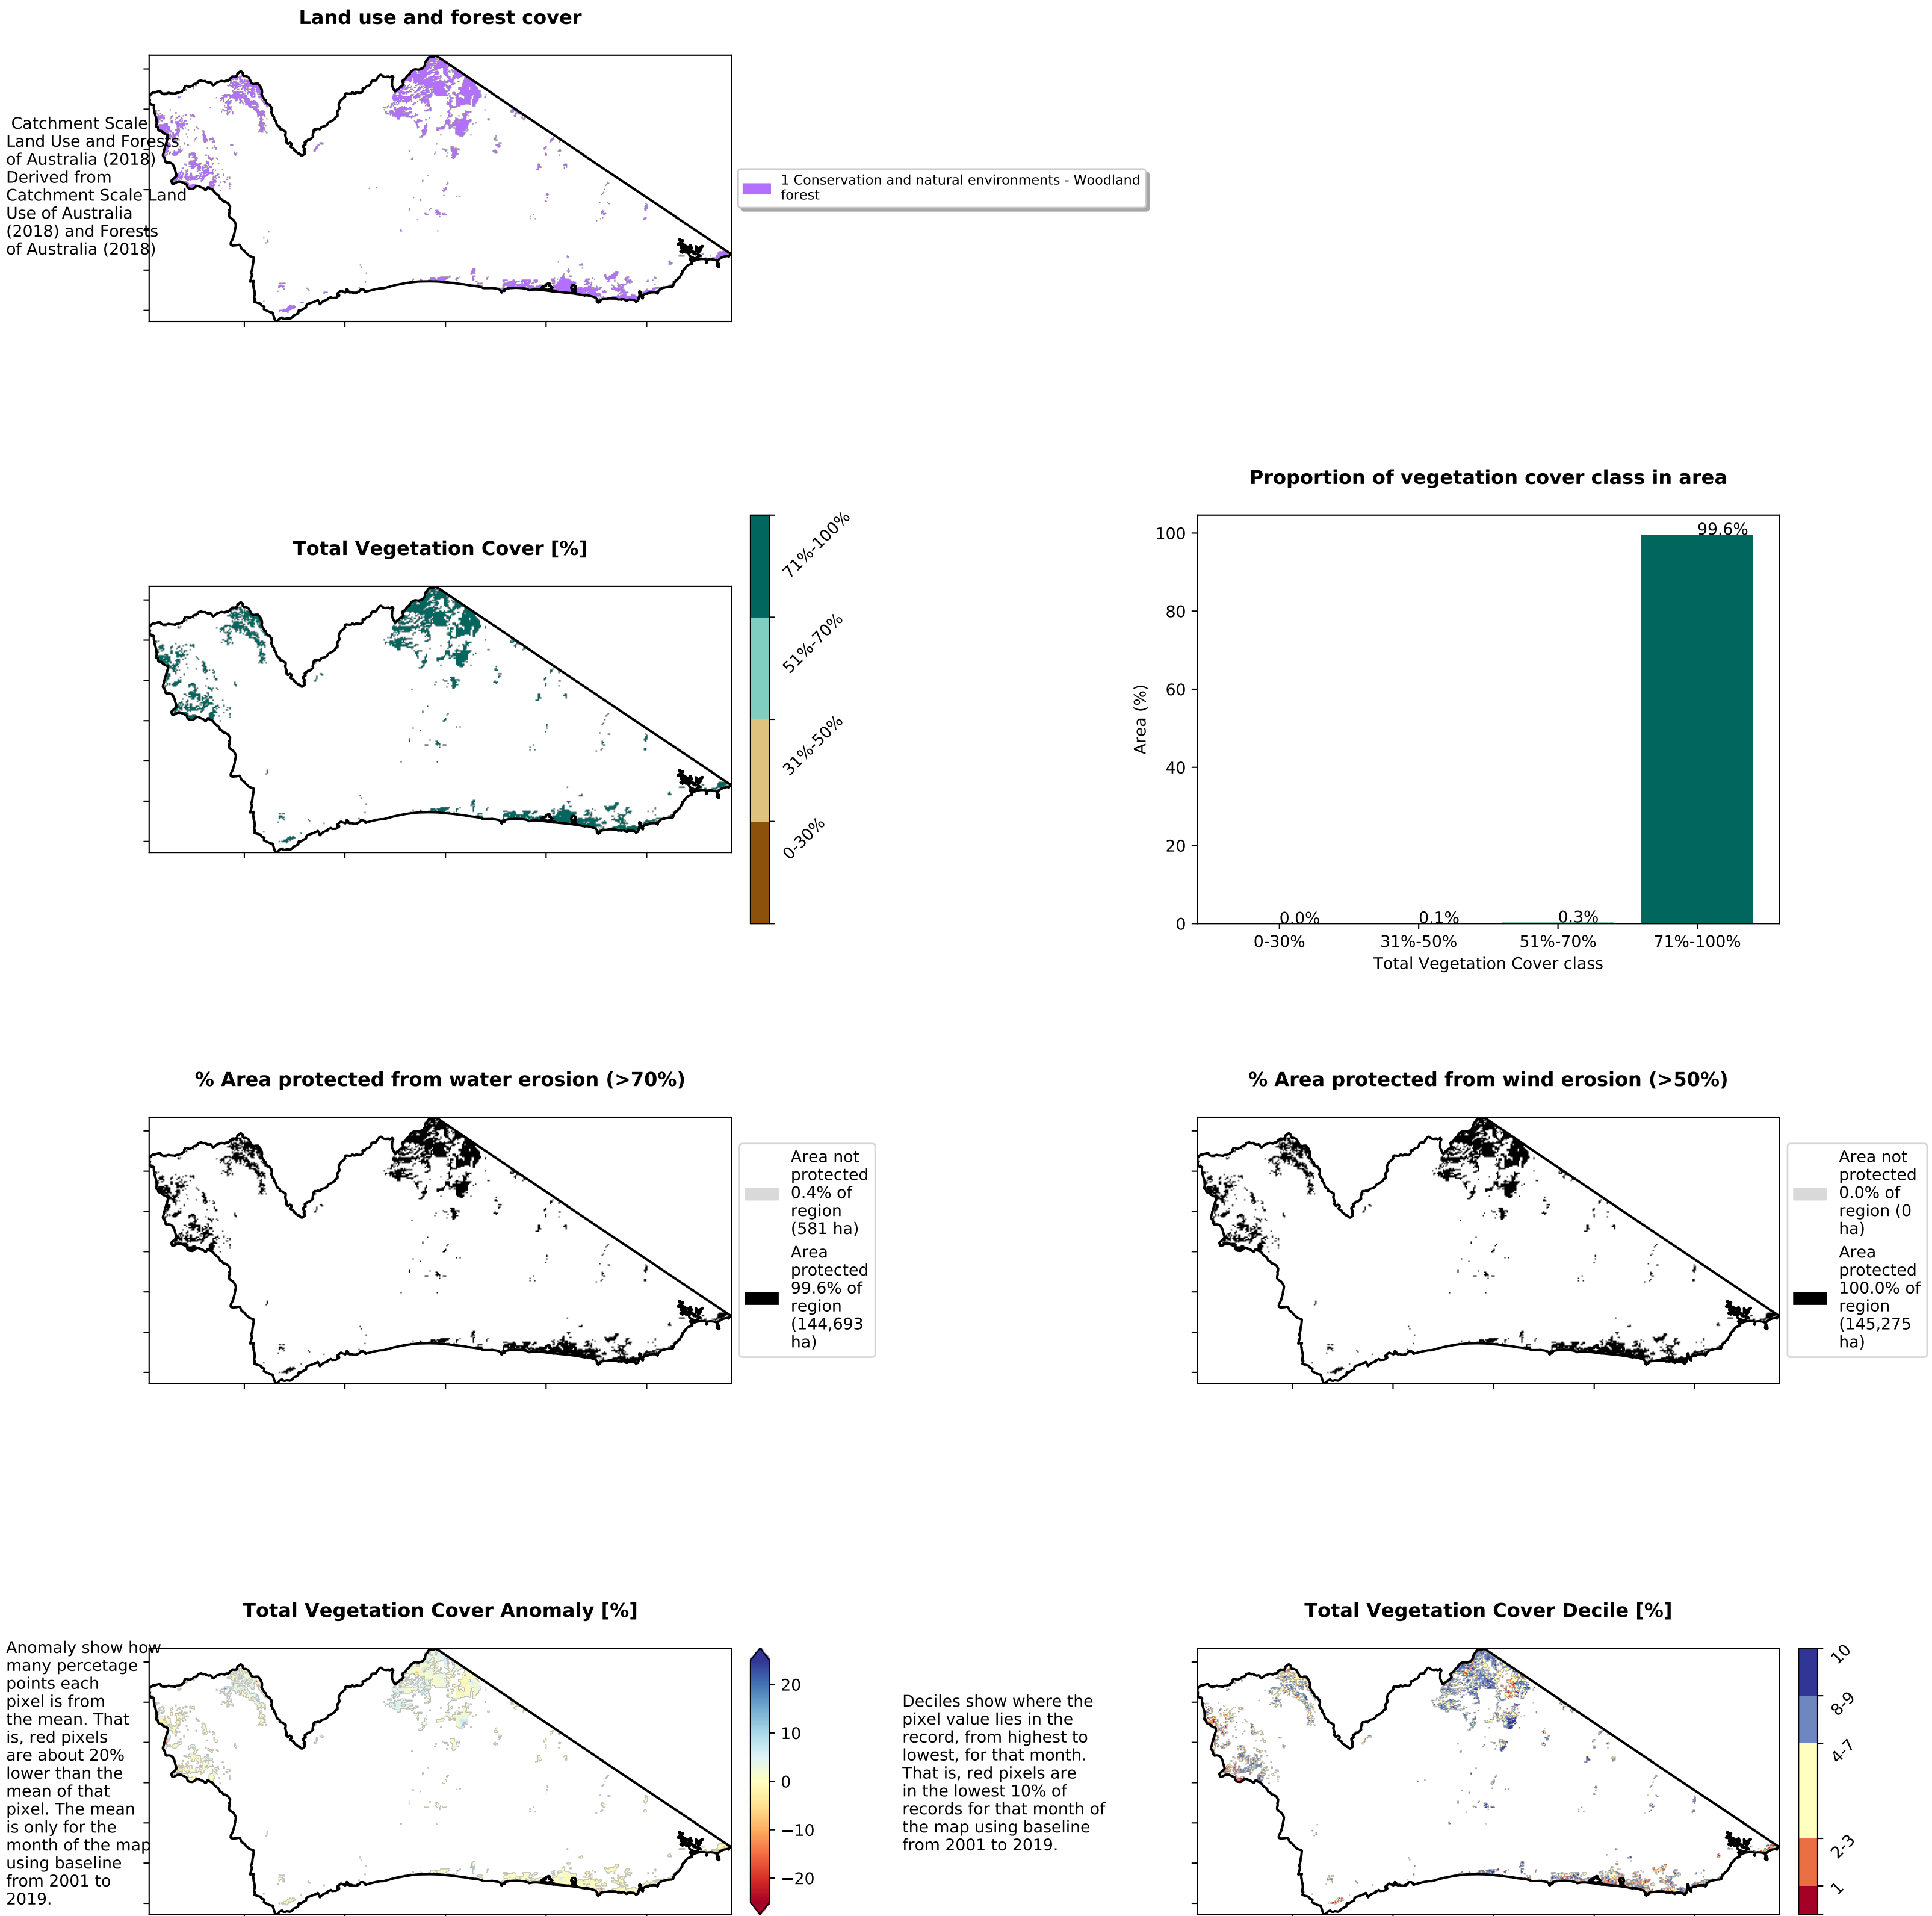 Land use and forest cover
Catchment Scale
Land Use and Forests
of Australia (2018)
Derived from
Catchment Scale Land
Use of Australia
(2018) and Forests
of Australia (2018)
1 Conservation and natural environments - Woodland
forest
Total Vegetation Cover [%]
71%-100%
51%-70%
31%-50%
0-30%
Proportion of vegetation cover class in area
Area (%)
100
80
60
40
20
0
0.0%
0.1%
0.3%
99.6%
0-30%
31%-50%
51%-70%
71%-100%
Total Vegetation Cover class
% Area protected from water erosion (>70%)
Area not
protected
0.4% of
region
(581 ha)
Area
protected
99.6% of
region
(144,693
ha)
% Area protected from wind erosion (>50%)
Area not
protected
0.0% of
region (0
ha)
Area
protected
100.0% of
region
(145,275
ha)
Total Vegetation Cover Anomaly [%]
Anomaly show how
many percetage
points each
pixel is from
the mean. That
is, red pixels
are about 20%
lower than the
mean of that
pixel. The mean
is only for the
month of the map
using baseline
from 2001 to
2019.
20
10
0
−10
−20
Total Vegetation Cover Decile [%]
Deciles show where the
pixel value lies in the
record, from highest to
lowest, for that month.
That is, red pixels are
in the lowest 10% of
records for that month of
the map using baseline
from 2001 to 2019.
10
8-9
4-7
2-3
1